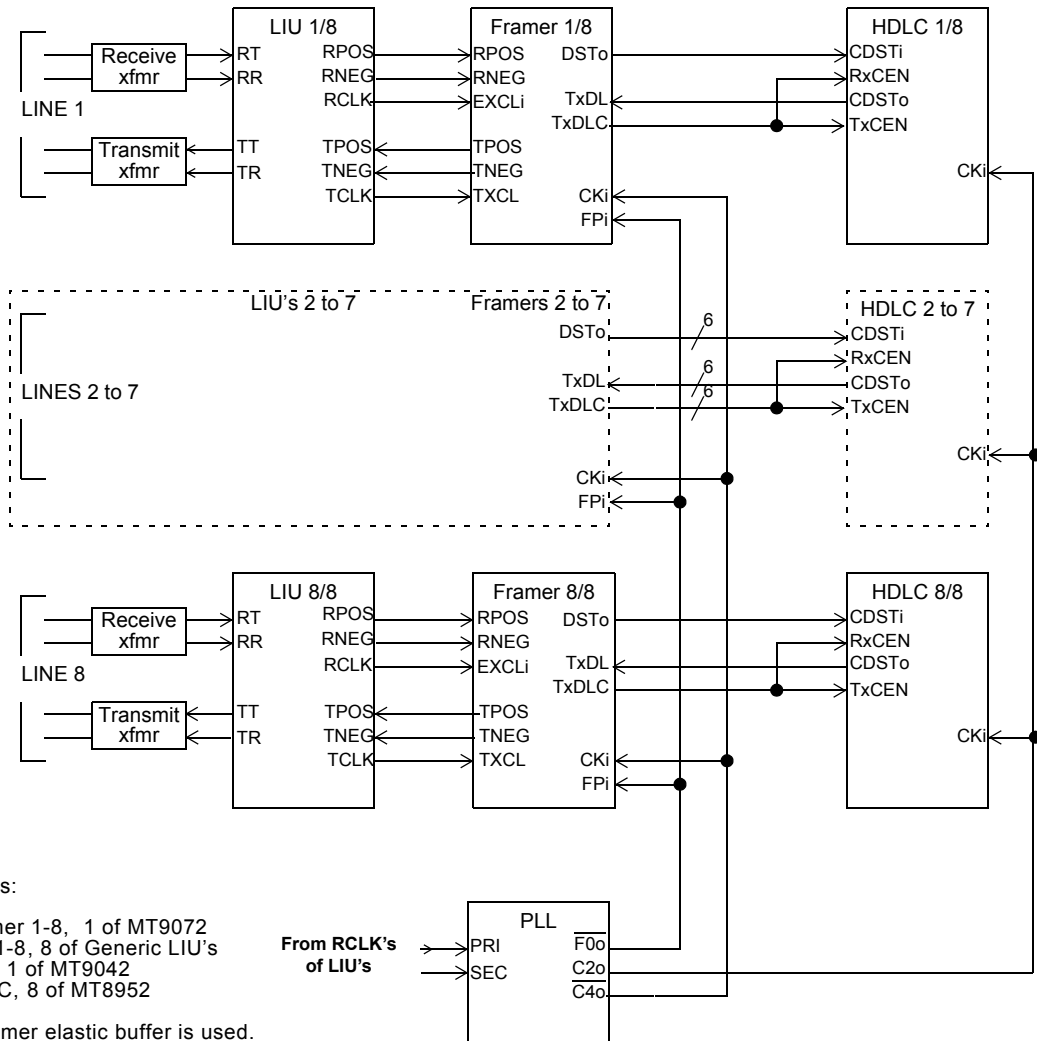 LIU 1/8
Framer 1/8
HDLC 1/8
Receive
xfmr
RT
RR
RPOS
RNEG
RCLK
RPOS
RNEG
EXCLi
DSTo
TxDL
TxDLC
CDSTi
RxCEN
CDSTo
TxCEN
LINE 1
Transmit
xfmr
TT
TR
TPOS
TNEG
TCLK
TPOS
TNEG
TXCL
CKi
FPi
CKi
LIU's 2 to 7
Framers 2 to 7
HDLC 2 to 7
DSTo
6
CDSTi
RxCEN
LINES 2 to 7
TxDL
6
CDSTo
TxDLC
6
TxCEN
CKi
CKi
FPi
LIU 8/8
Framer 8/8
HDLC 8/8
Receive
xfmr
RT
RR
RPOS
RNEG
RCLK
RPOS
RNEG
EXCLi
DSTo
TxDL
TxDLC
CDSTi
RxCEN
CDSTo
TxCEN
LINE 8
Transmit
xfmr
TT
TR
TPOS
TNEG
TCLK
TPOS
TNEG
TXCL
CKi
FPi
CKi
s:
ner 1-8, 1 of MT9072
1-8, 8 of Generic LIU's
1 of MT9042
C, 8 of MT8952
mer elastic buffer is used.
From RCLK's
of LIU's
PLL
PRI
SEC
F0o
C2o
C4o